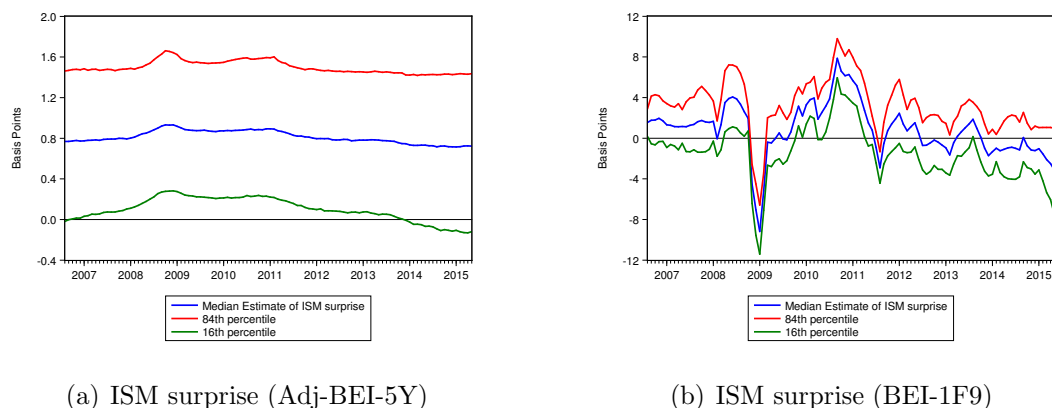 2.0
1.6
1.2
0.8
0.4
0.0
-0.4
Basis Points
2007 2008 2009 2010 2011 2012 2013 2014 2015
Median Estimate of ISM surprise
84th percentile
16th percentile
(a) ISM surprise (Adj-BEI-5Y)
12
8
4
0
-4
-8
-12
Basis Points
2007 2008 2009 2010 2011 2012 2013 2014 2015
Median Estimate of ISM surprise
84th percentile
16th percentile
(b) ISM surprise (BEI-1F9)